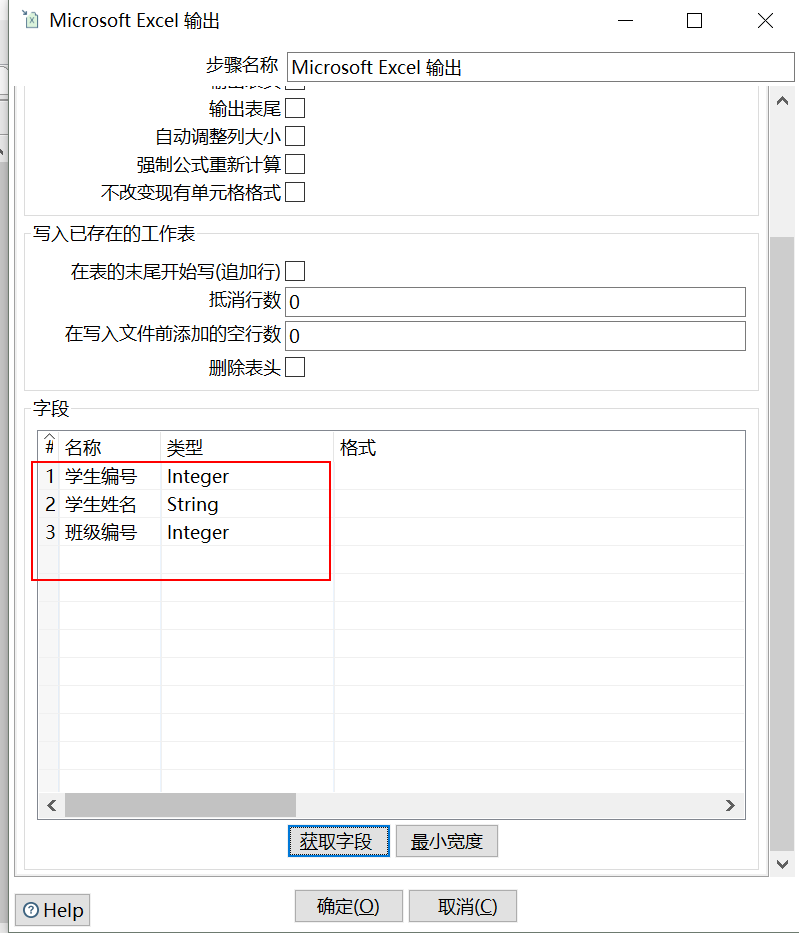 Microsoft Excel 输出
步骤名称 Microsoft Excel 输出
输出表尾
自动调整列大小
强制公式重新计算
不改变现有单元格格式
写入已存在的工作表
在表的末尾开始写(追加行)
抵消行数 0
在写入文件前添加的空行数 0
删除表头
字段
# 名称 类型 格式
1 学生编号 Integer
2 学生姓名 String
3 班级编号 Integer
获取字段 最小宽度
Help 确定(O) 取消(C)